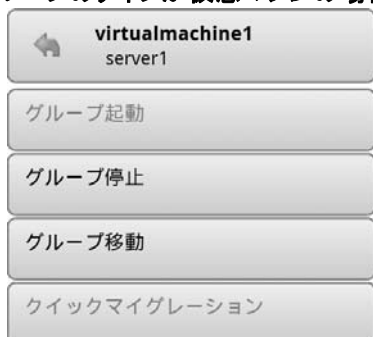 virtualmachine1
server1
グループ起動
グループ停止
グループ移動
クイックマイグレーション